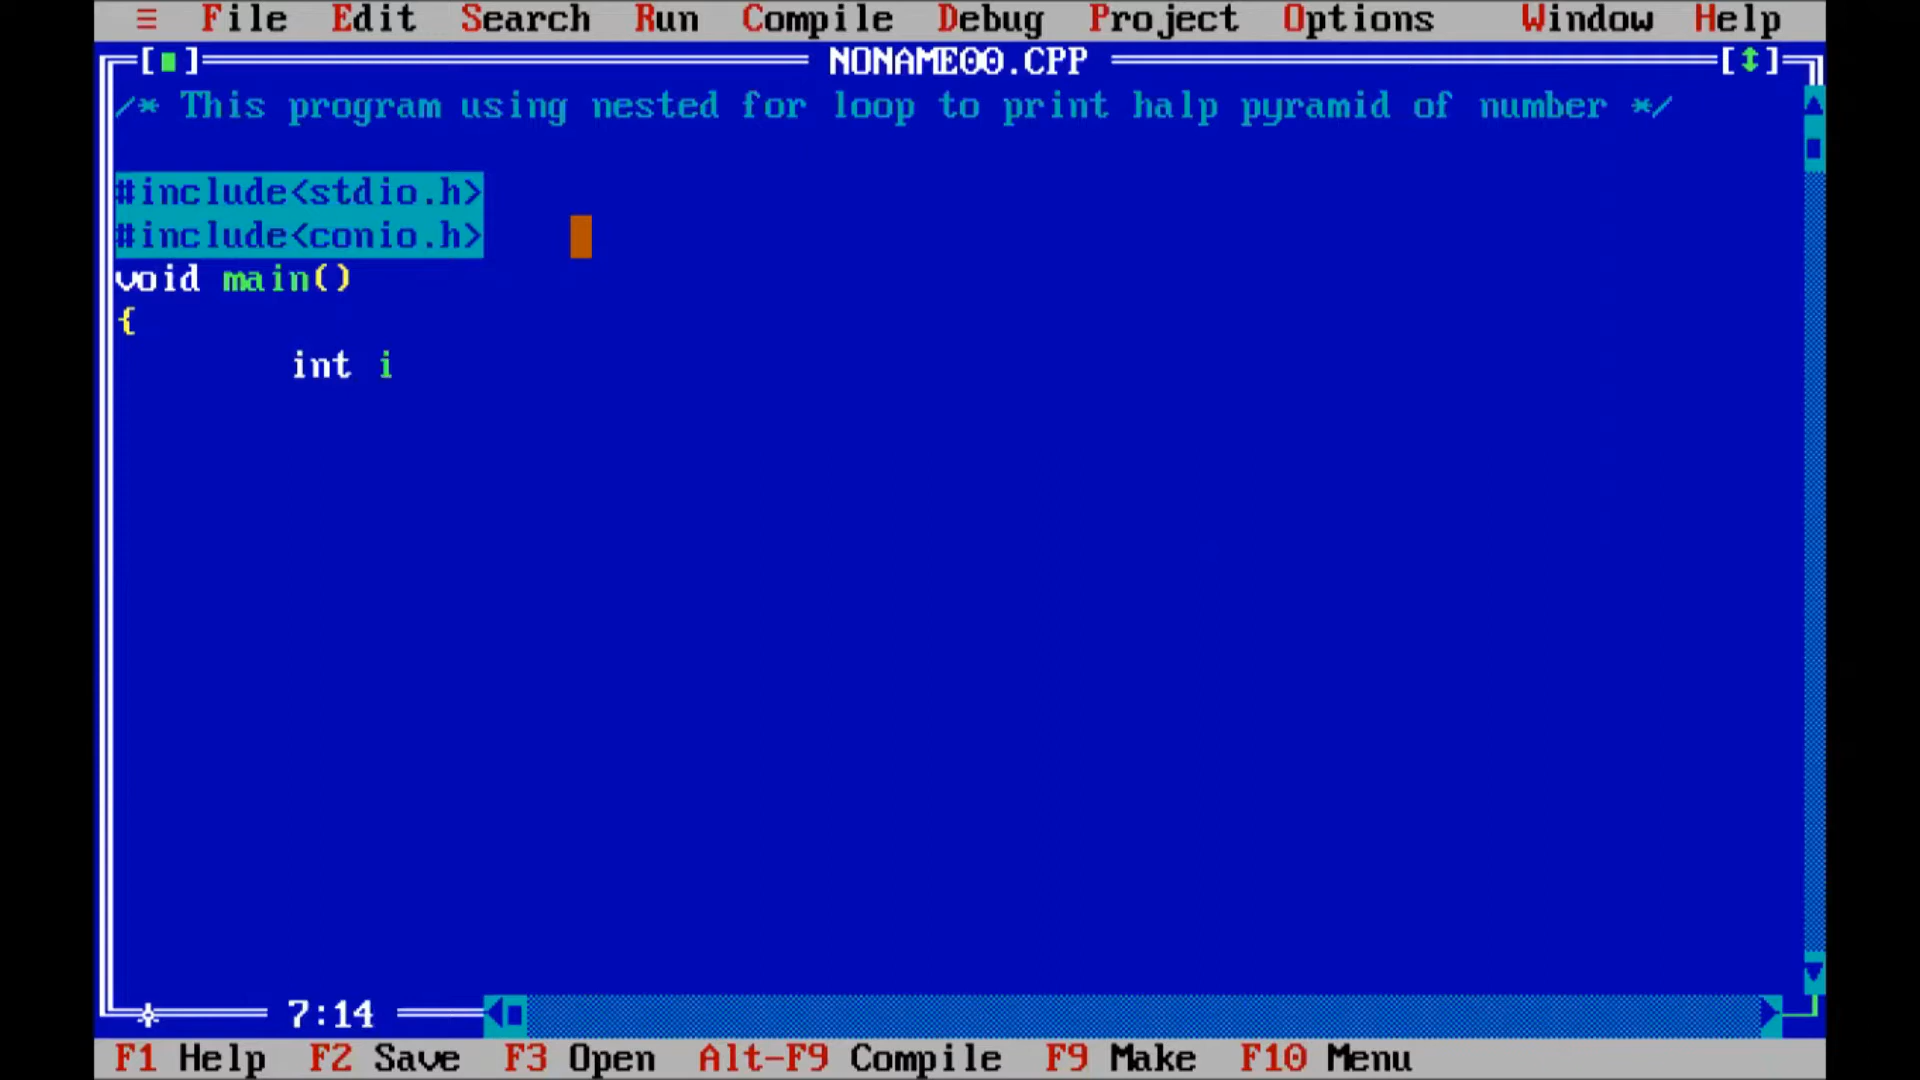 ≡ File Edit Search Run Compile Debug Project Options Window Help
[■] NONAME00.CPP [↕]
/* This program using nested for loop to print halp pyramid of number */
#include<stdio.h>
#include<conio.h>
void main()
{
int i
7:14
F1 Help F2 Save F3 Open Alt-F9 Compile F9 Make F10 Menu